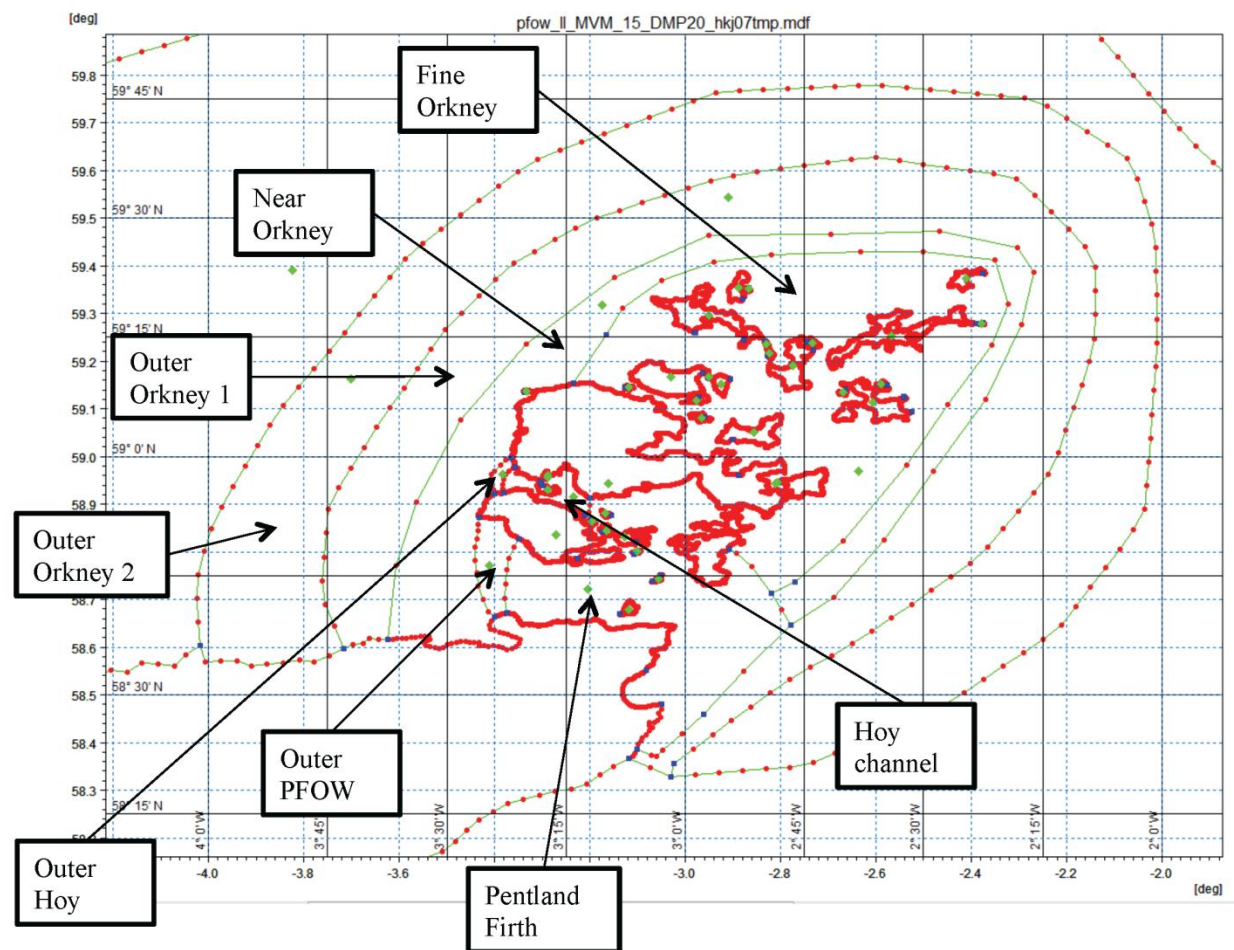 [deg]
pfow_II_MVM_15_DMP20_hkj07tmp.mdf
59.8
59° 45' N
59.7
59.6
59.5
59° 30' N
59.4
59.3
59° 15' N
59.2
59.1
59.0
59° 0' N
58.9
58.8
58.7
58.6
58.5
58° 30' N
58.4
58.3
58° 15' N
Fine
Orkney
Near
Orkney
Outer
Orkney 1
Outer
Orkney 2
Outer
PFOW
Hoy
channel
Outer
Hoy
Pentland
Firth
4° 0' W
3° 45' W
3° 30' W
3° 15' W
3° 0' W
2° 45' W
2° 30' W
2° 15' W
2° 0' W
-4.0
-3.8
-3.6
-3.4
-3.2
-3.0
-2.8
-2.6
-2.4
-2.2
-2.0
[deg]